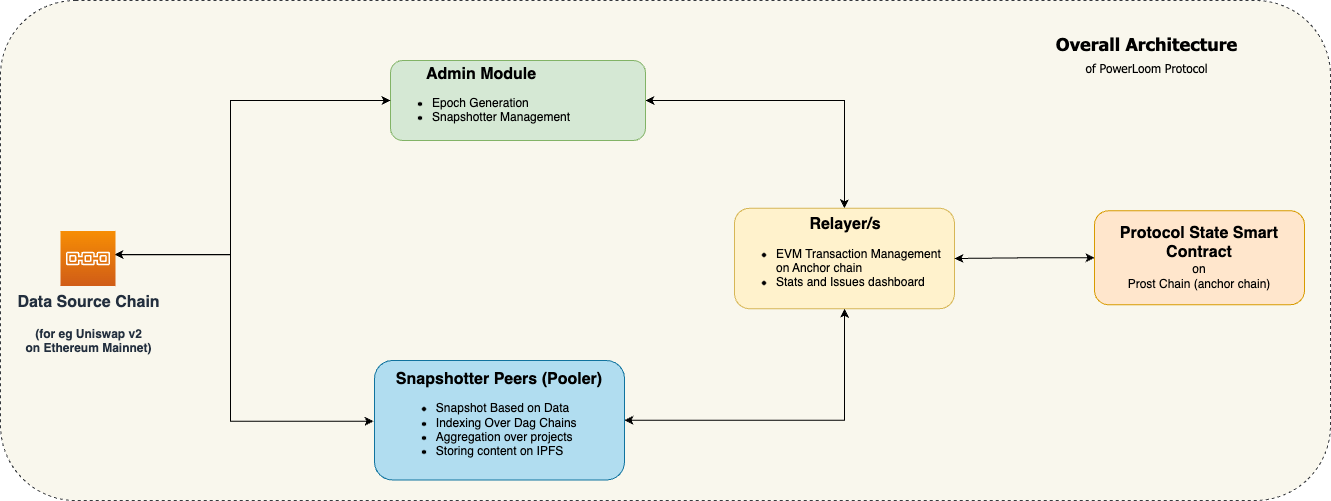 Overall Architecture
of PowerLoom Protocol
Admin Module
• Epoch Generation
• Snapshotter Management
Relayer/s
• EVM Transaction Management
on Anchor chain
• Stats and Issues dashboard
Protocol State Smart
Contract
on
Prost Chain (anchor chain)
Data Source Chain
(for eg Uniswap v2
on Ethereum Mainnet)
Snapshotter Peers (Pooler)
• Snapshot Based on Data
• Indexing Over Dag Chains
• Aggregation over projects
• Storing content on IPFS